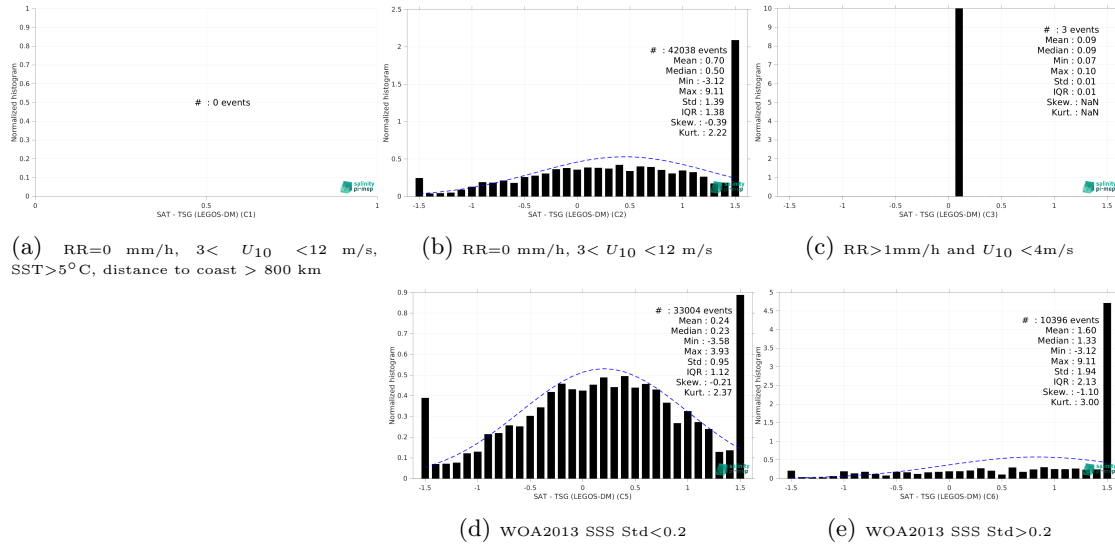 1
0.9
0.8
0.7
0.6
0.5
0.4
0.3
0.2
0.1
0
Normalized histogram
# : 0 events
salinity
pi-mep
0 0.5 1
SAT - TSG (LEGOS-DM) (C1)
(a) RR=0 mm/h, 3< U10 <12 m/s,
SST>5°C, distance to coast > 800 km
2.5
2
1.5
1
0.5
0
Normalized histogram
# : 42038 events
Mean : 0.70
Median : 0.50
Min : -3.12
Max : 9.11
Std : 1.39
IQR : 1.38
Skew. : -0.39
Kurt. : 2.22
salinity
pi-mep
-1.5 -1 -0.5 0 0.5 1 1.5
SAT - TSG (LEGOS-DM) (C2)
(b) RR=0 mm/h, 3< U10 <12 m/s
10
9
8
7
6
5
4
3
2
1
0
Normalized histogram
# : 3 events
Mean : 0.09
Median : 0.09
Min : 0.07
Max : 0.10
Std : 0.01
IQR : 0.01
Skew. : NaN
Kurt. : NaN
salinity
pi-mep
-1.5 -1 -0.5 0 0.5 1 1.5
SAT - TSG (LEGOS-DM) (C3)
(c) RR>1mm/h and U10 <4m/s
0.9
0.8
0.7
0.6
0.5
0.4
0.3
0.2
0.1
0
Normalized histogram
# : 33004 events
Mean : 0.24
Median : 0.23
Min : -3.58
Max : 3.93
Std : 0.95
IQR : 1.12
Skew. : -0.21
Kurt. : 2.37
salinity
pi-mep
-1.5 -1 -0.5 0 0.5 1 1.5
SAT - TSG (LEGOS-DM) (C5)
(d) WOA2013 SSS Std<0.2
5
4.5
4
3.5
3
2.5
2
1.5
1
0.5
0
Normalized histogram
# : 10396 events
Mean : 1.60
Median : 1.33
Min : -3.12
Max : 9.11
Std : 1.94
IQR : 2.13
Skew. : -1.10
Kurt. : 3.00
salinity
pi-mep
-1.5 -1 -0.5 0 0.5 1 1.5
SAT - TSG (LEGOS-DM) (C6)
(e) WOA2013 SSS Std>0.2